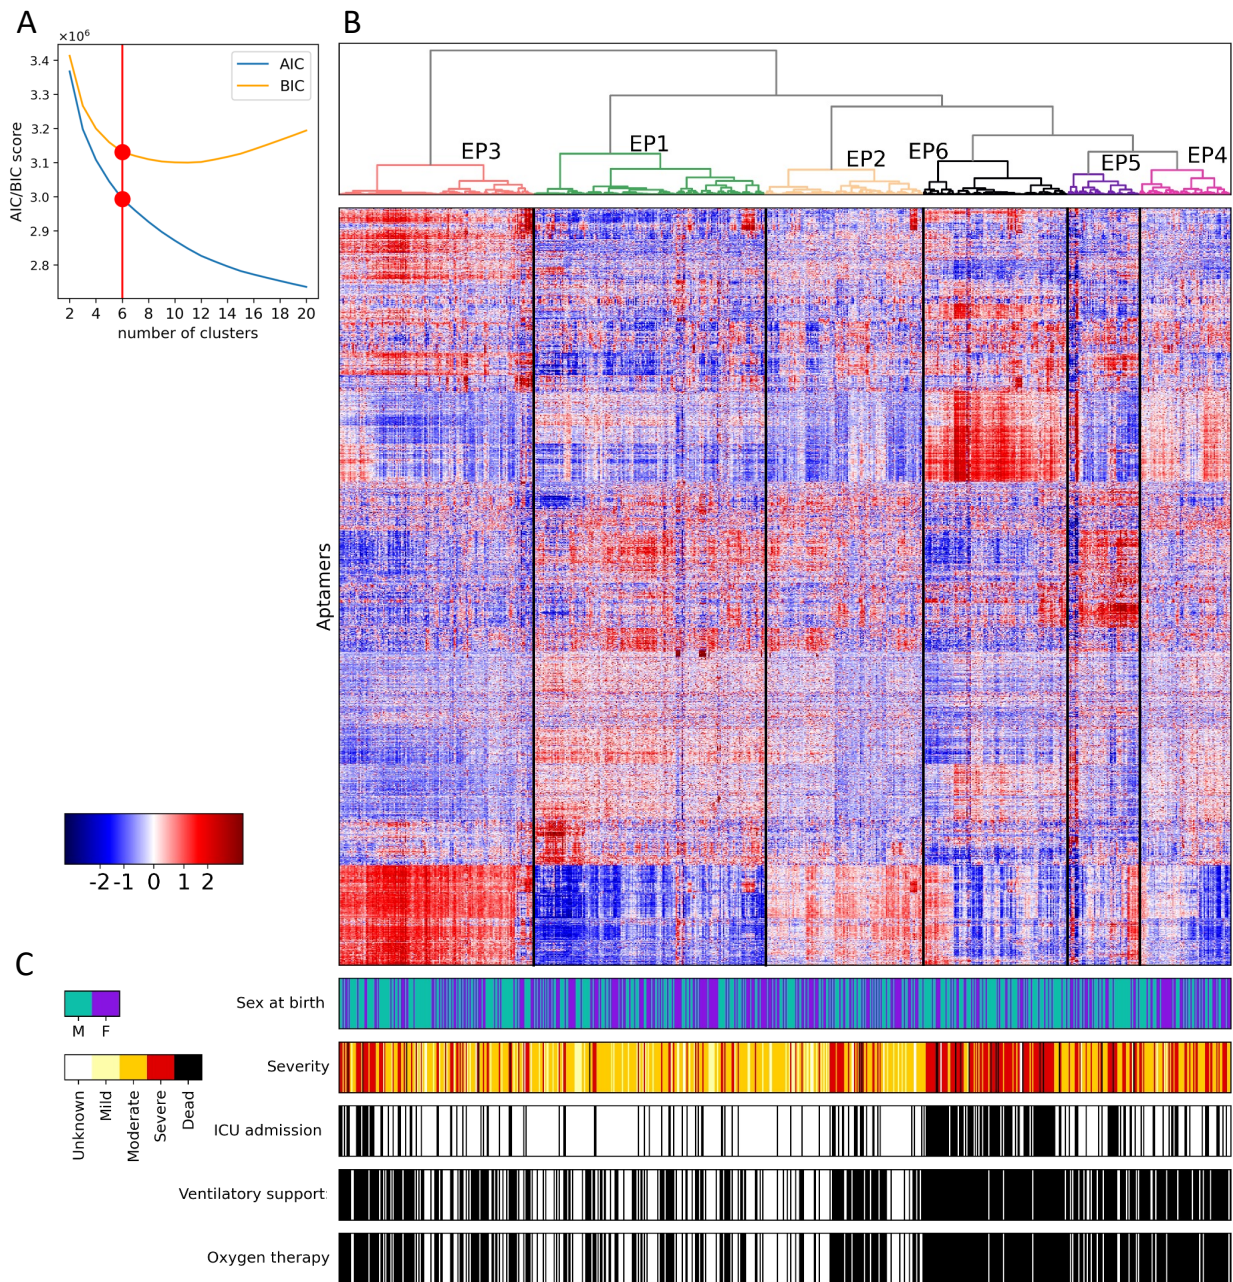 A
B
×10⁶
AIC
BIC
3.4
3.3
3.2
3.1
3.0
2.9
2.8
AIC/BIC score
2 4 6 8 10 12 14 16 18 20
number of clusters
EP3
EP1
EP2
EP6
EP5
EP4
Aptamers
-2 -1 0 1 2
C
M F
Sex at birth
Severity
Unknown
Mild
Moderate
Severe
Dead
ICU admission
Ventilatory support:
Oxygen therapy